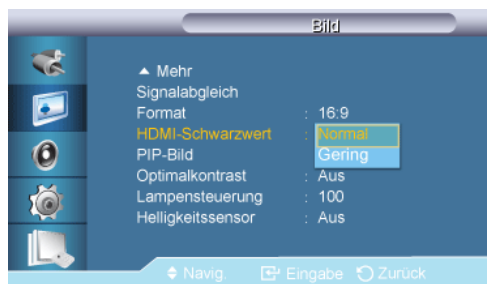 Bild
▲ Mehr
Signalabgleich
Format : 16:9
HDMI-Schwarzwert : Normal
PIP-Bild Gering
Optimalkontrast : Aus
Lampensteuerung : 100
Helligkeitssensor : Aus
Navig. Eingabe Zurück